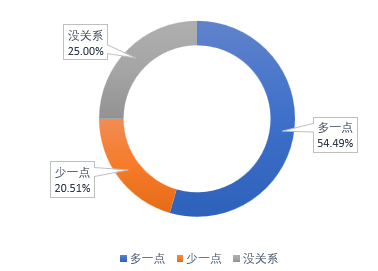 没关系
25.00%
多一点
54.49%
少一点
20.51%
多一点 少一点 没关系